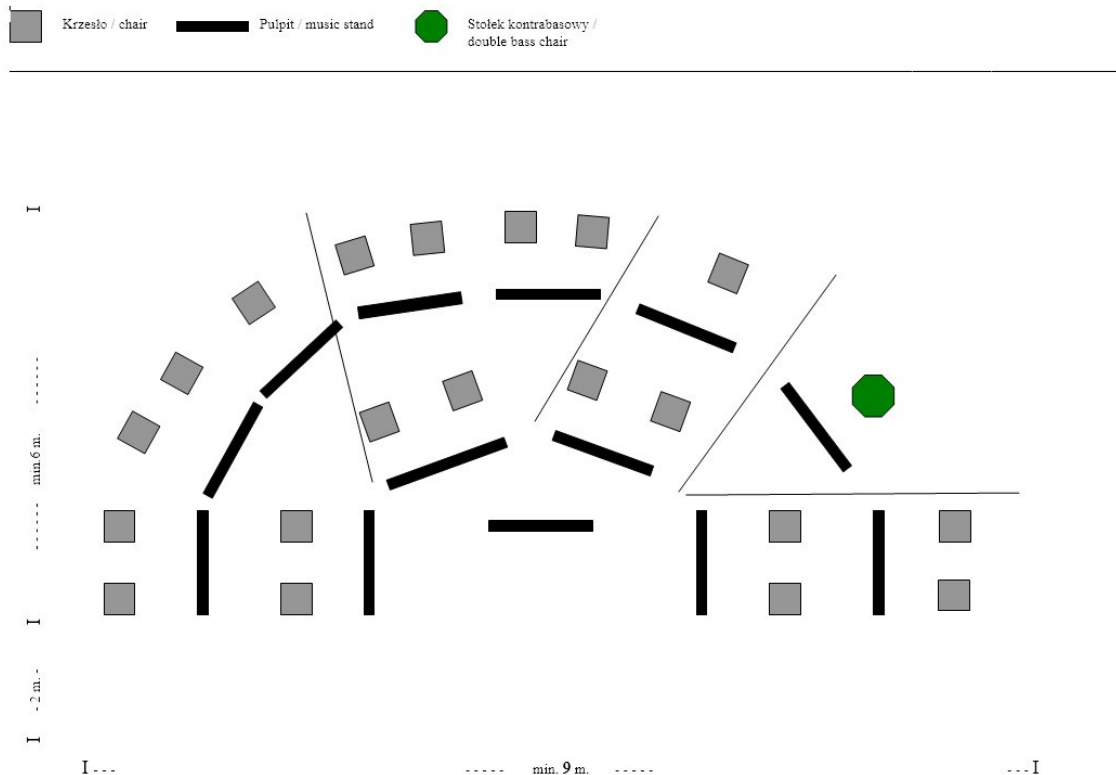 Krzesło / chair
Pulpit / music stand
Stołek kontrabasowy /
double bass chair
I
----- min.6 m. -----
I
- 2 m. -
I
I --- ----- min. 9 m. ----- --- I